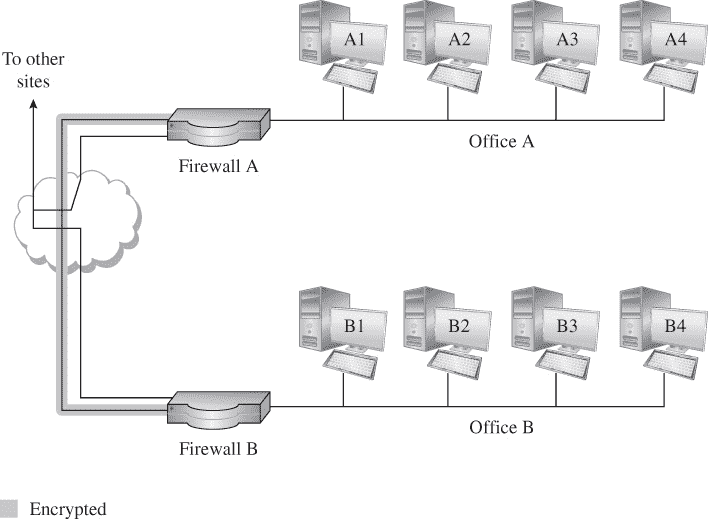 A1
A2
A3
A4
To other
sites
Office A
Firewall A
B1
B2
B3
B4
Office B
Firewall B
Encrypted